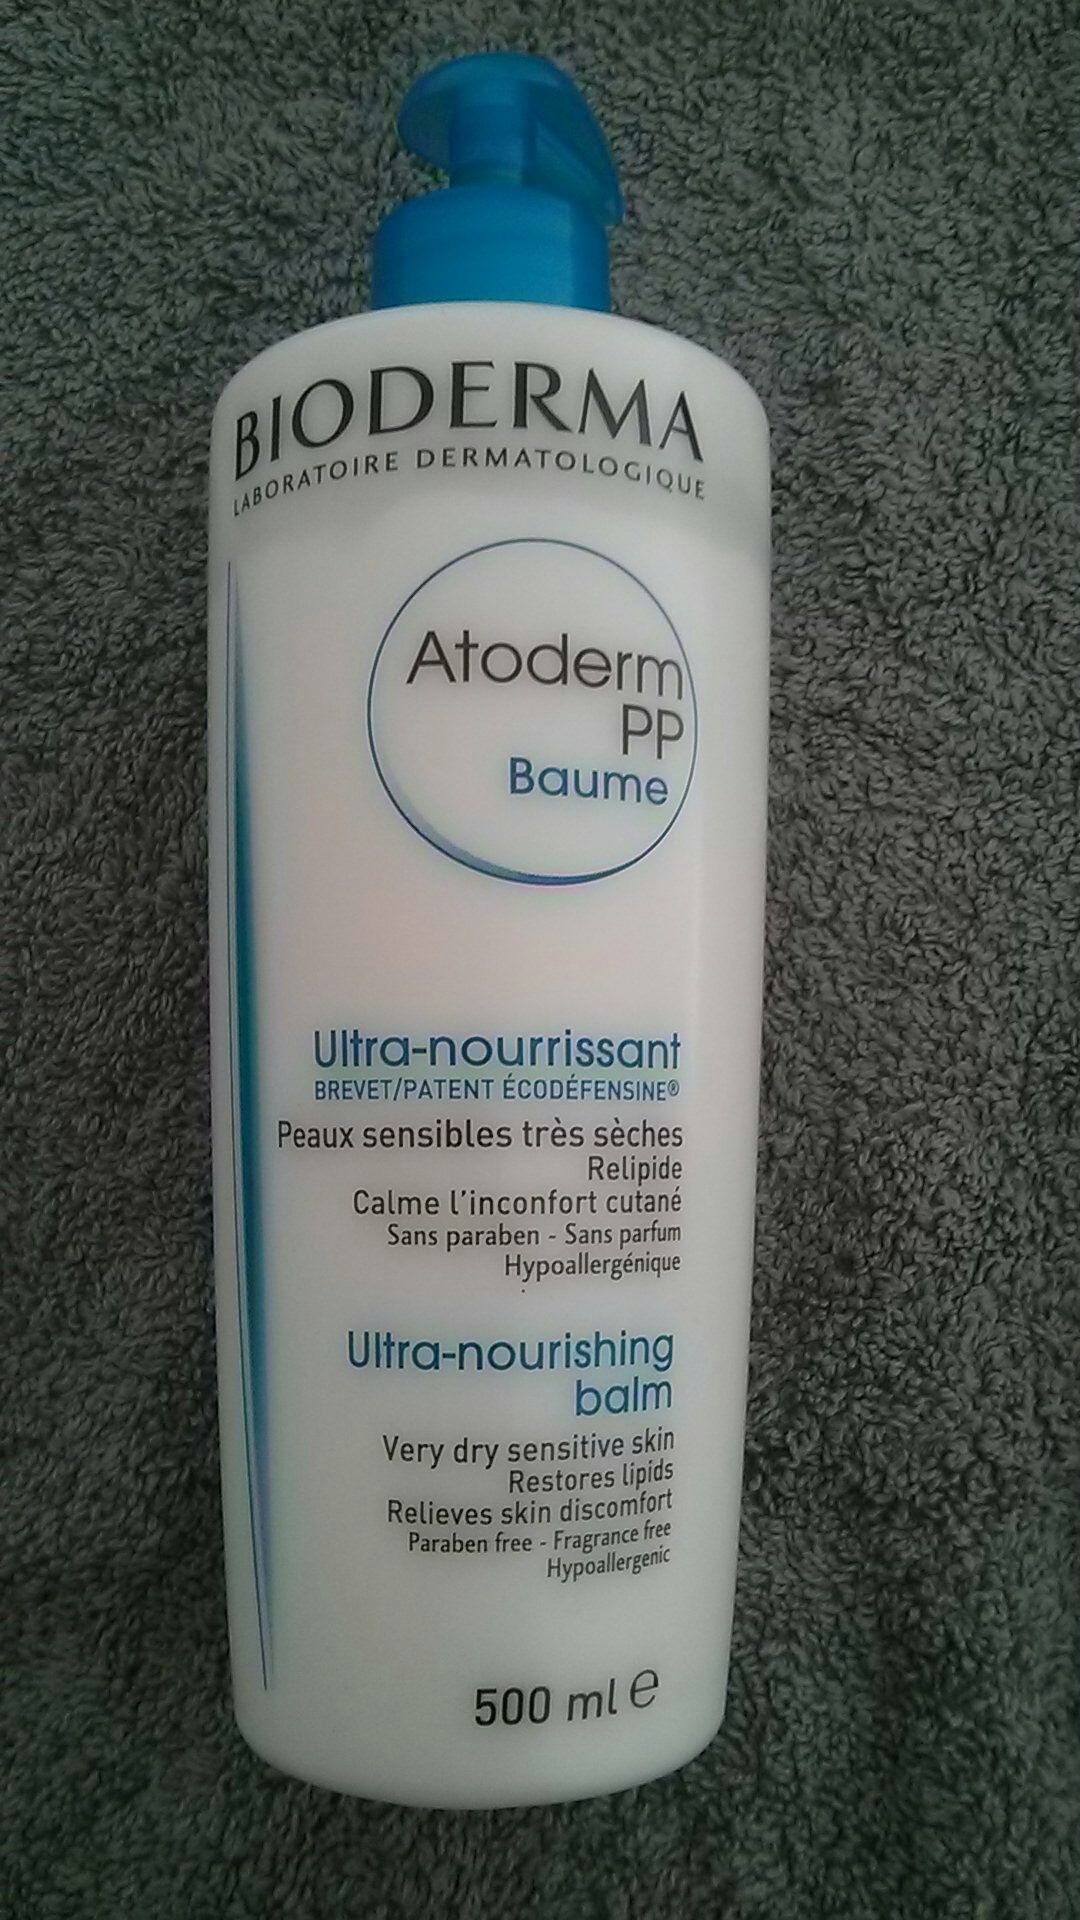 BIODERMA
LABORATOIRE DERMATOLOGIQUE
Atoderm
PP
Baume
Ultra-nourrissant
BREVET/PATENT ÉCODÉFENSINE®
Peaux sensibles très sèches
Relipide
Calme l'inconfort cutané
Sans paraben - Sans parfum
Hypoallergénique
Ultra-nourishing
balm
Very dry sensitive skin
Restores lipids
Relieves skin discomfort
Paraben free - Fragrance free
Hypoallergenic
500 ml e